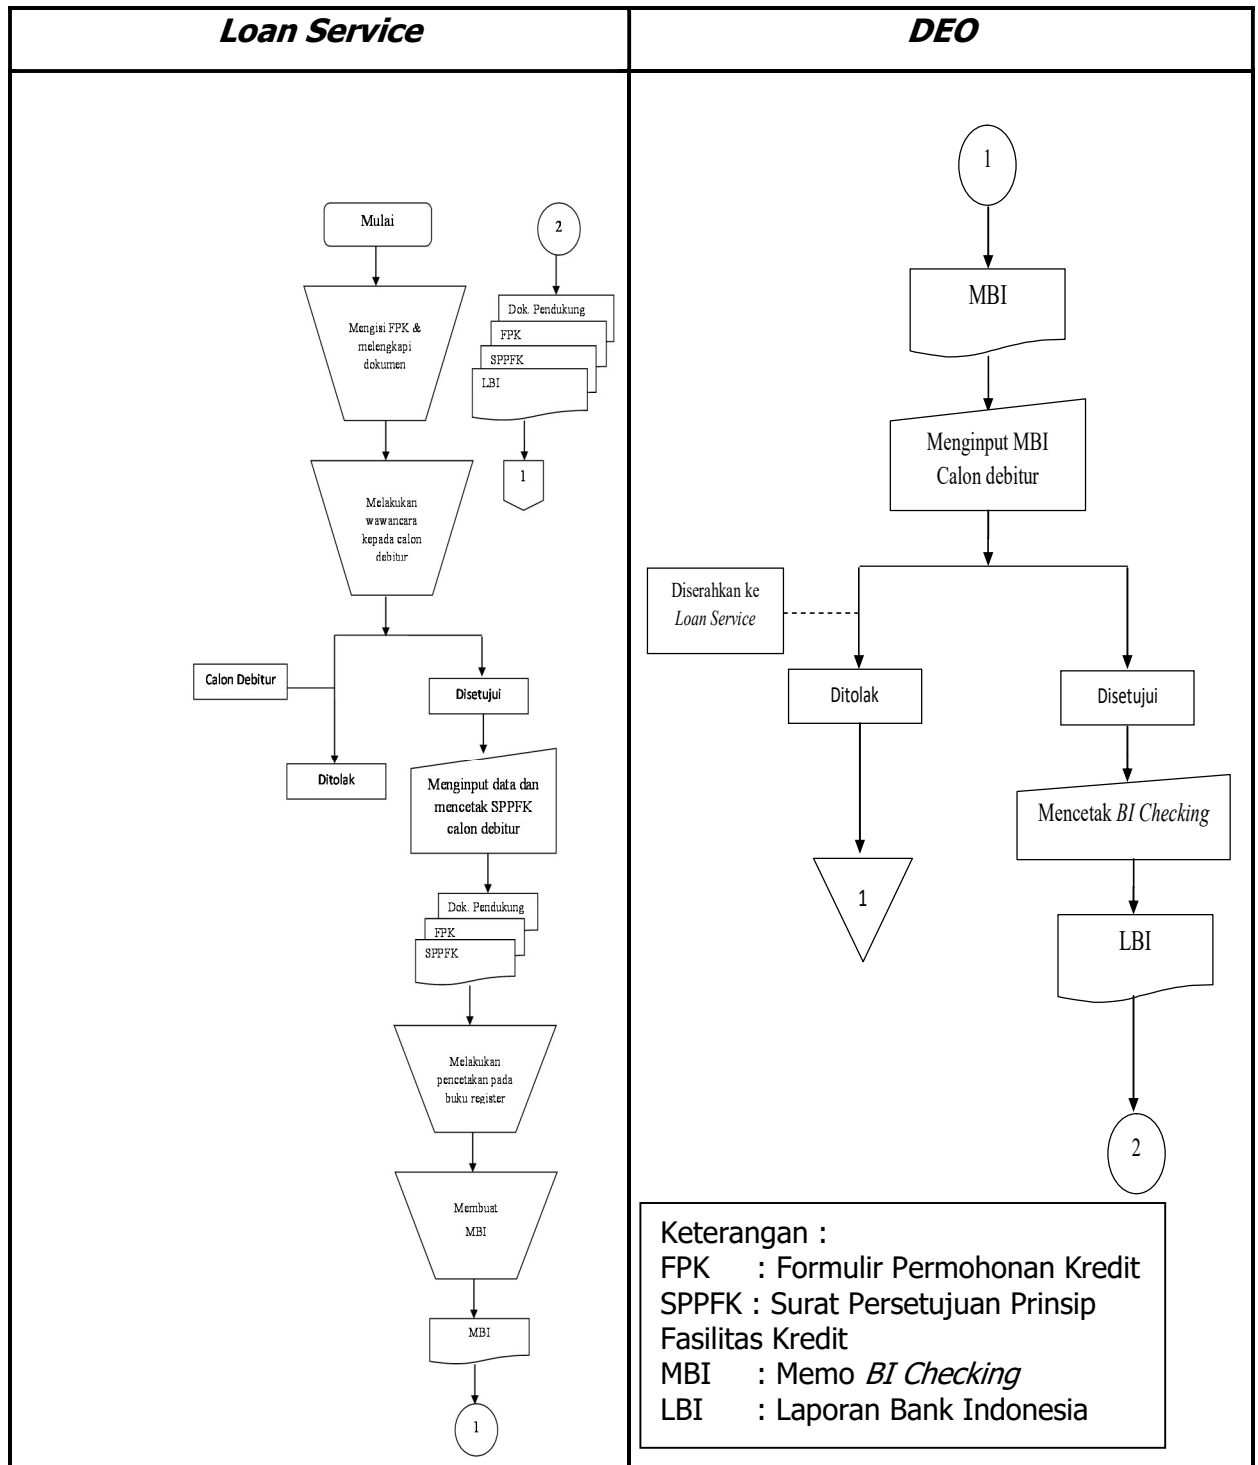 Loan Service
DEO
Mulai
Mengisi FPK &
melengkapi
dokumen
Melakukan
wawancara
kepada calon
debitur
Calon Debitur
Disetujui
Ditolak
Menginput data dan
mencetak SPPFK
calon debitur
Dok. Pendukung
FPK
SPPFK
Melakukan
pencetakan pada
buku register
Membuat
MBI
MBI
1
2
Dok. Pendukung
FPK
SPPFK
LBI
1
1
MBI
Menginput MBI
Calon debitur
Diserahkan ke
Loan Service
Ditolak
1
Disetujui
Mencetak BI Checking
LBI
2
Keterangan :
FPK : Formulir Permohonan Kredit
SPPFK : Surat Persetujuan Prinsip
Fasilitas Kredit
MBI : Memo BI Checking
LBI : Laporan Bank Indonesia